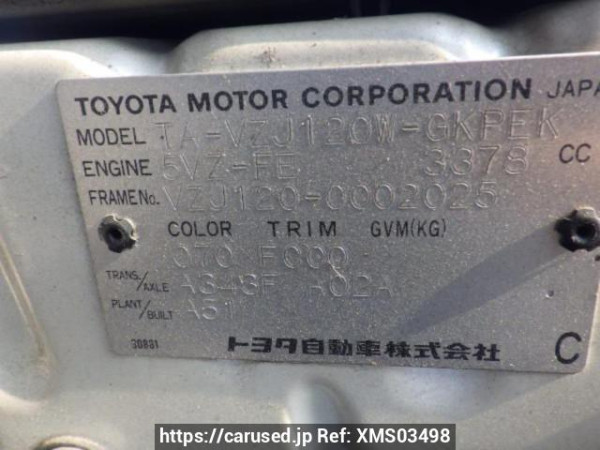 TOYOTA MOTOR CORPORATION JAPA
MODEL TA-VZJ120W-GKPEK
ENGINE 5VZ-FE 3378 CC
FRAME No. VZJ120-0002025
COLOR TRIM GVM(KG)
070 FC00
TRANS./AXLE A343F A02A
PLANT/BUILT A51
30881 トヨタ自動車株式会社 C
https://carused.jp Ref: XMS03498